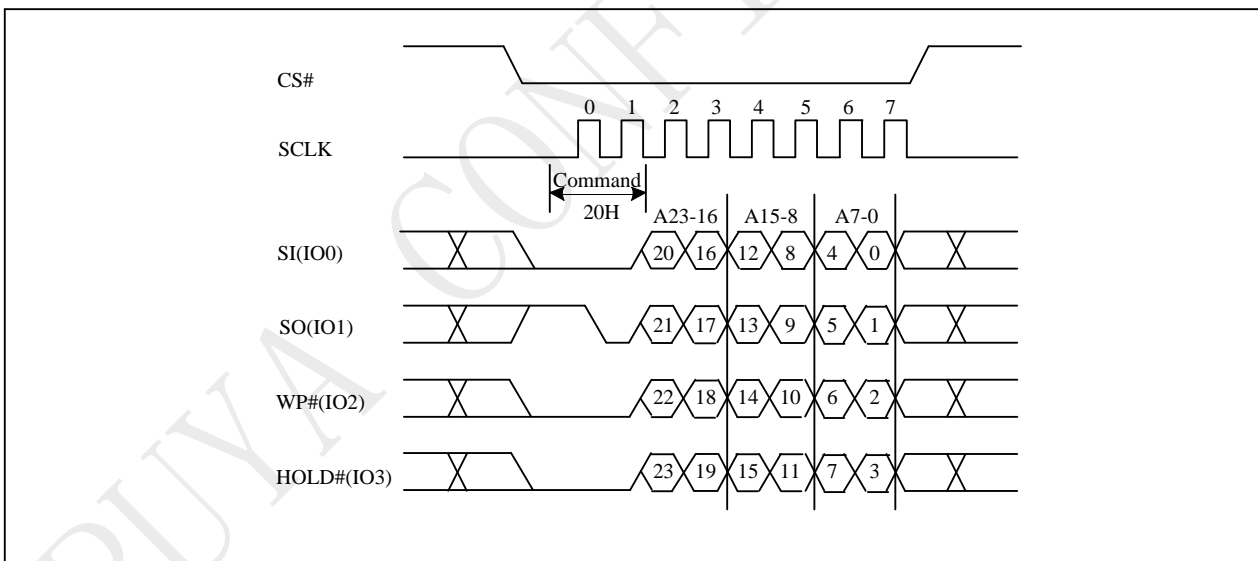 CS#
0 1 2 3 4 5 6 7
SCLK
Command
20H
A23-16 A15-8 A7-0
SI(IO0) 20 16 12 8 4 0
SO(IO1) 21 17 13 9 5 1
WP#(IO2) 22 18 14 10 6 2
HOLD#(IO3) 23 19 15 11 7 3
PUYA CONF